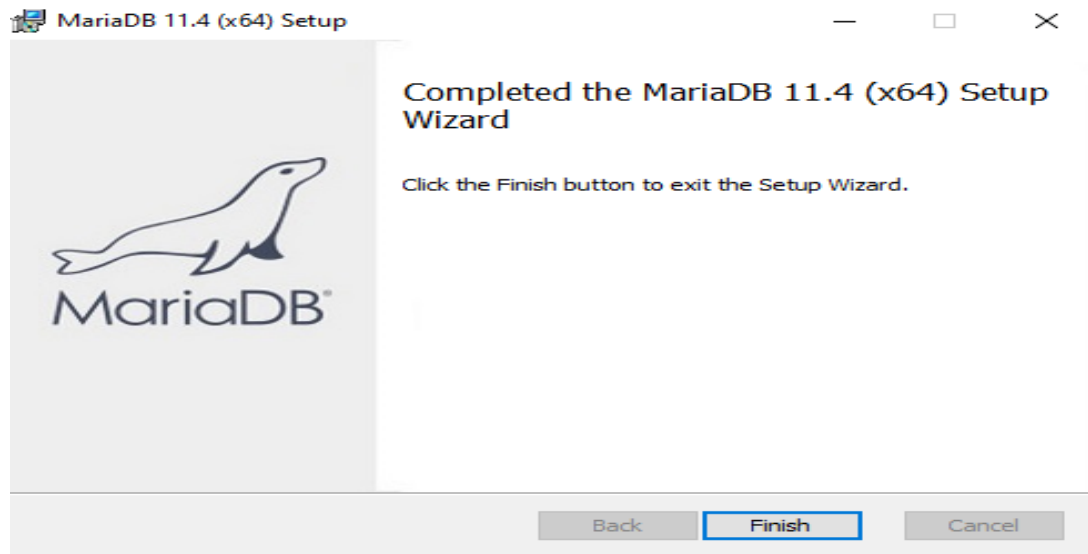 MariaDB 11.4 (x64) Setup
Completed the MariaDB 11.4 (x64) Setup
Wizard
Click the Finish button to exit the Setup Wizard.
MariaDB®
Back
Finish
Cancel